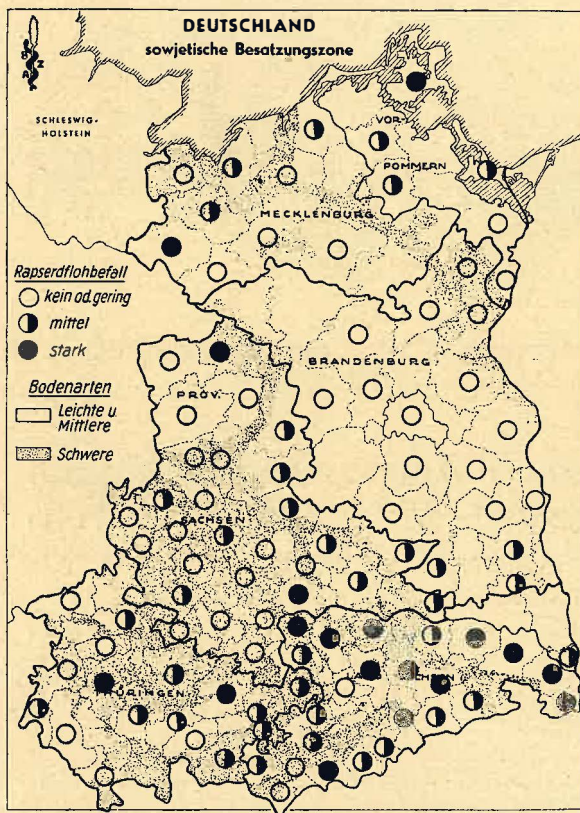 DEUTSCHLAND
sowjetische Besatzungszone
B Z A
SCHLESWIG-
HOLSTEIN
VOR-
POMMERN
MECKLENBURG
Rapserdflohbefall
kein od. gering
mittel
stark
BRANDENBURG
Bodenarten
PROV.
Leichte u.
Mittlere
Schwere
SACHSEN
THÜRINGEN